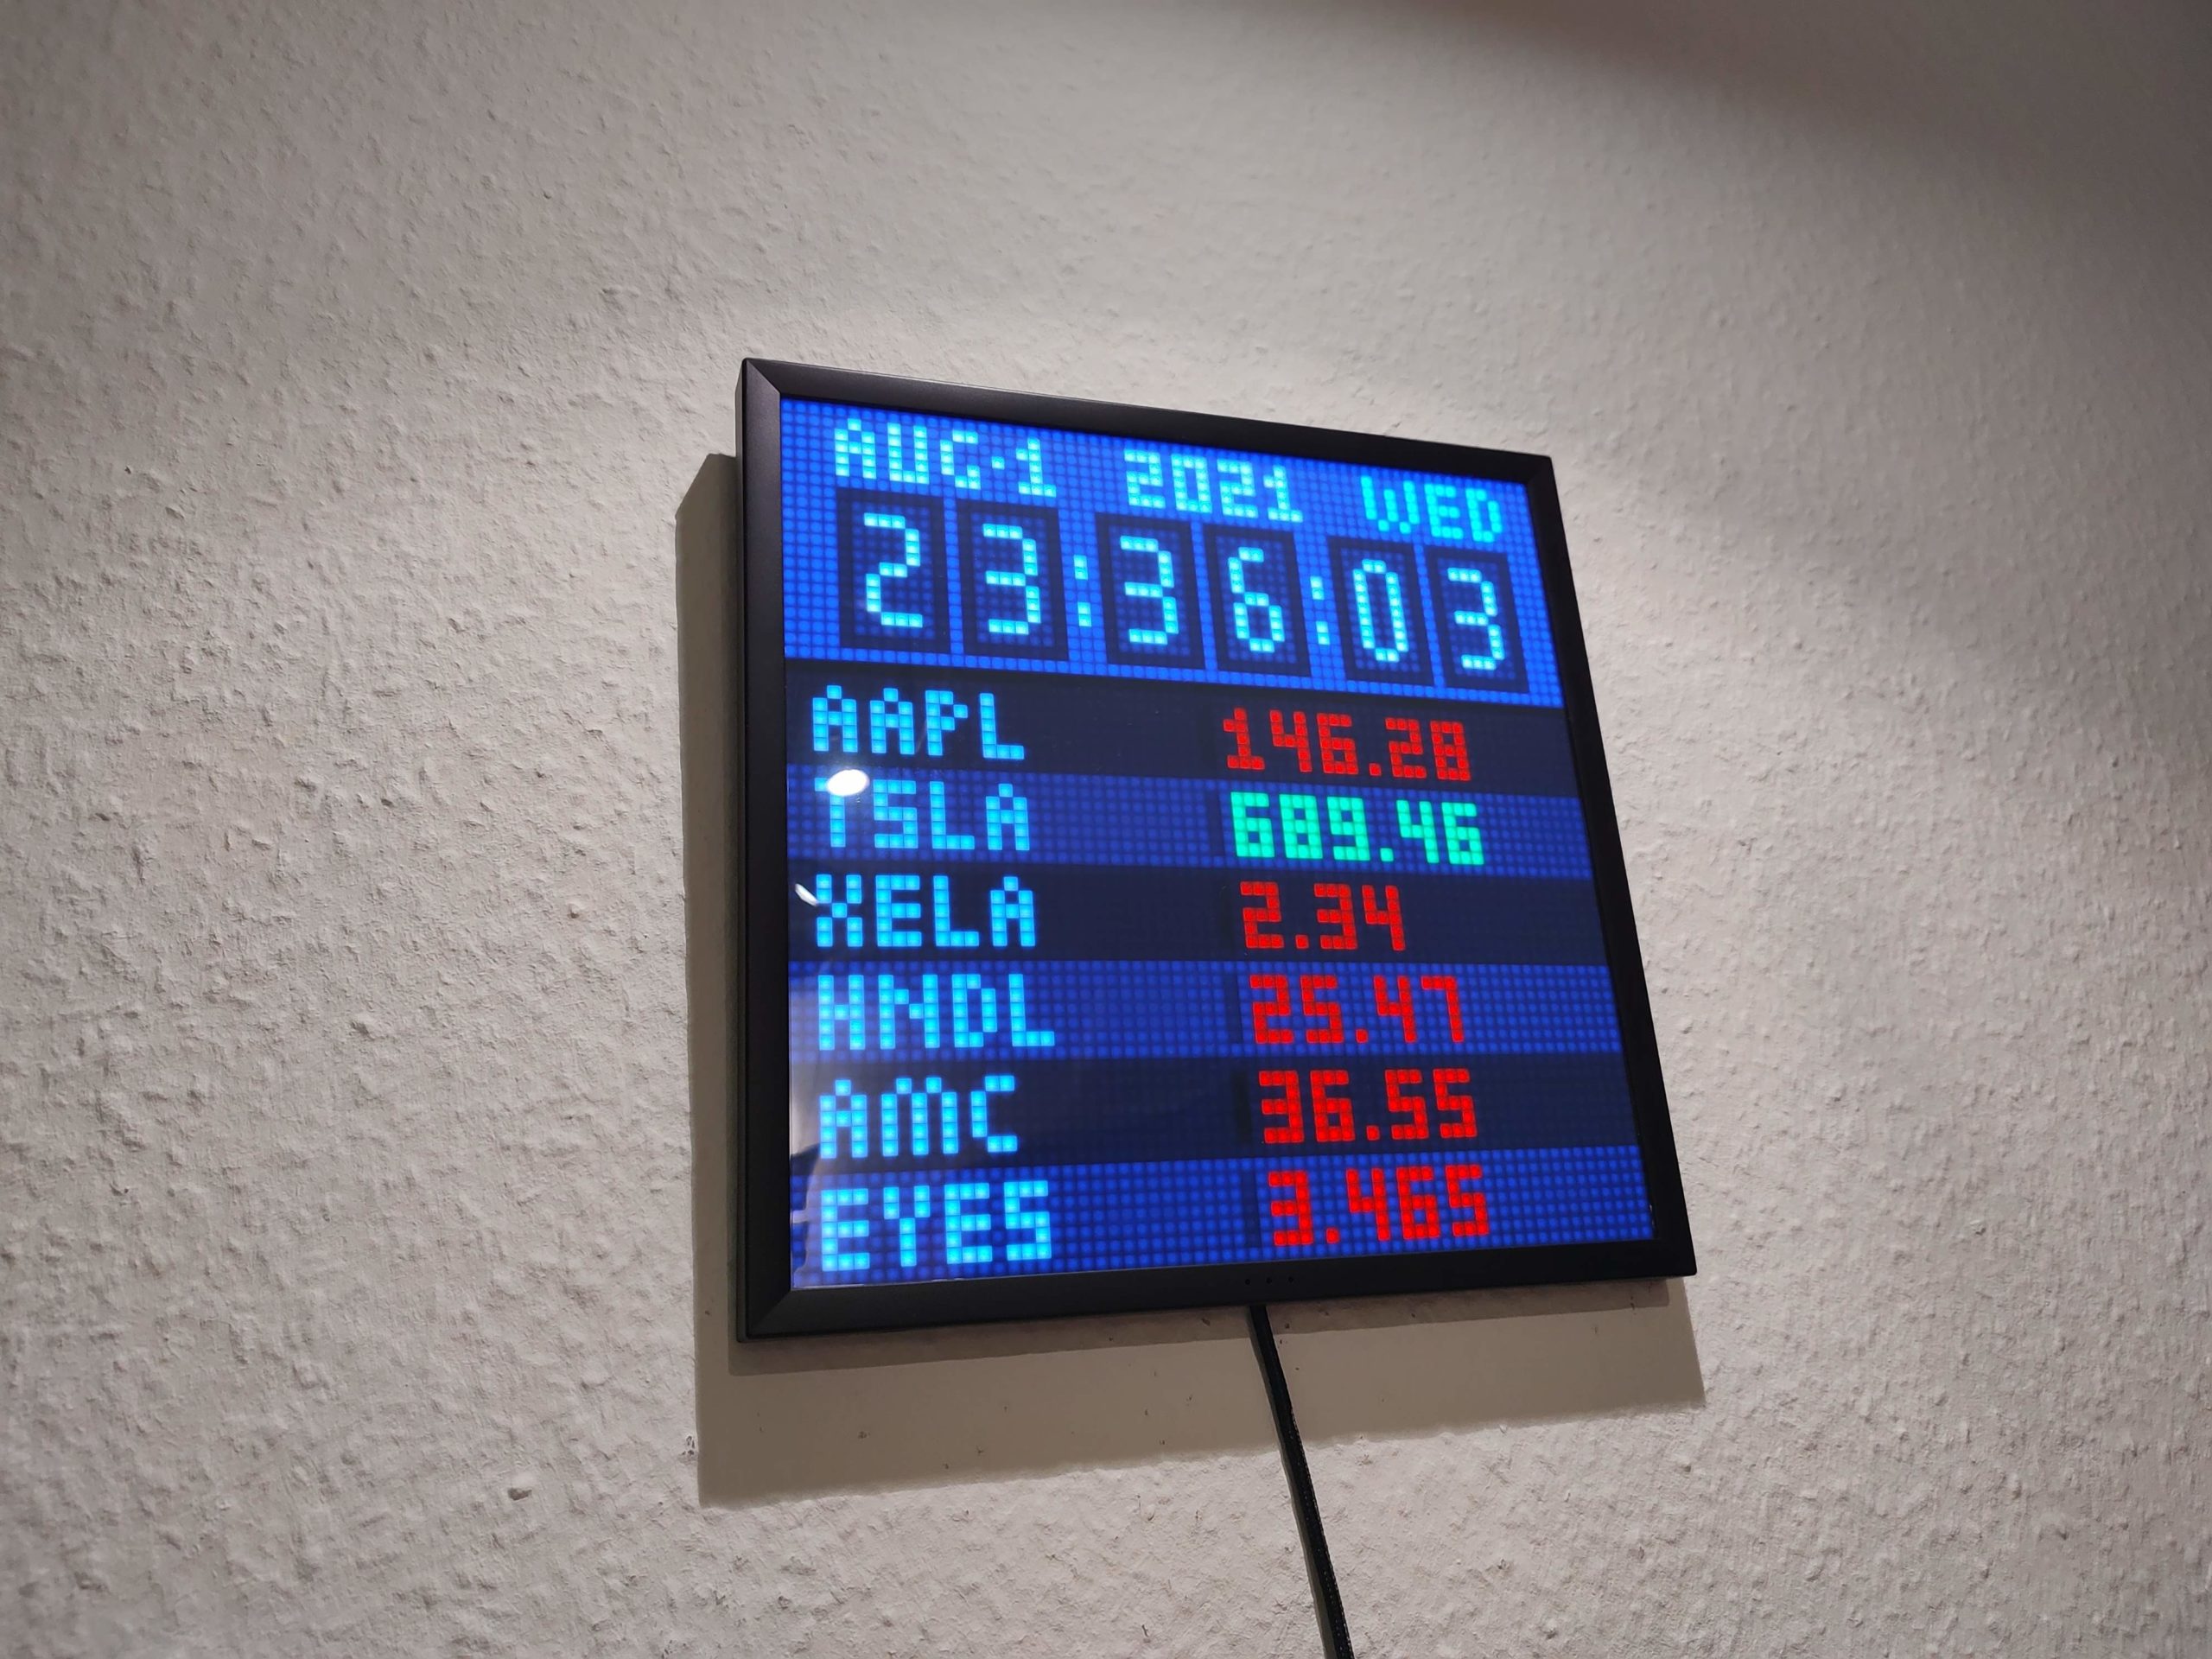 AUG-1 2021 WED
23:36:03
AAPL 146.28
TSLA 689.46
XELA 2.34
HNDL 25.47
AMC 36.55
EYES 3.465